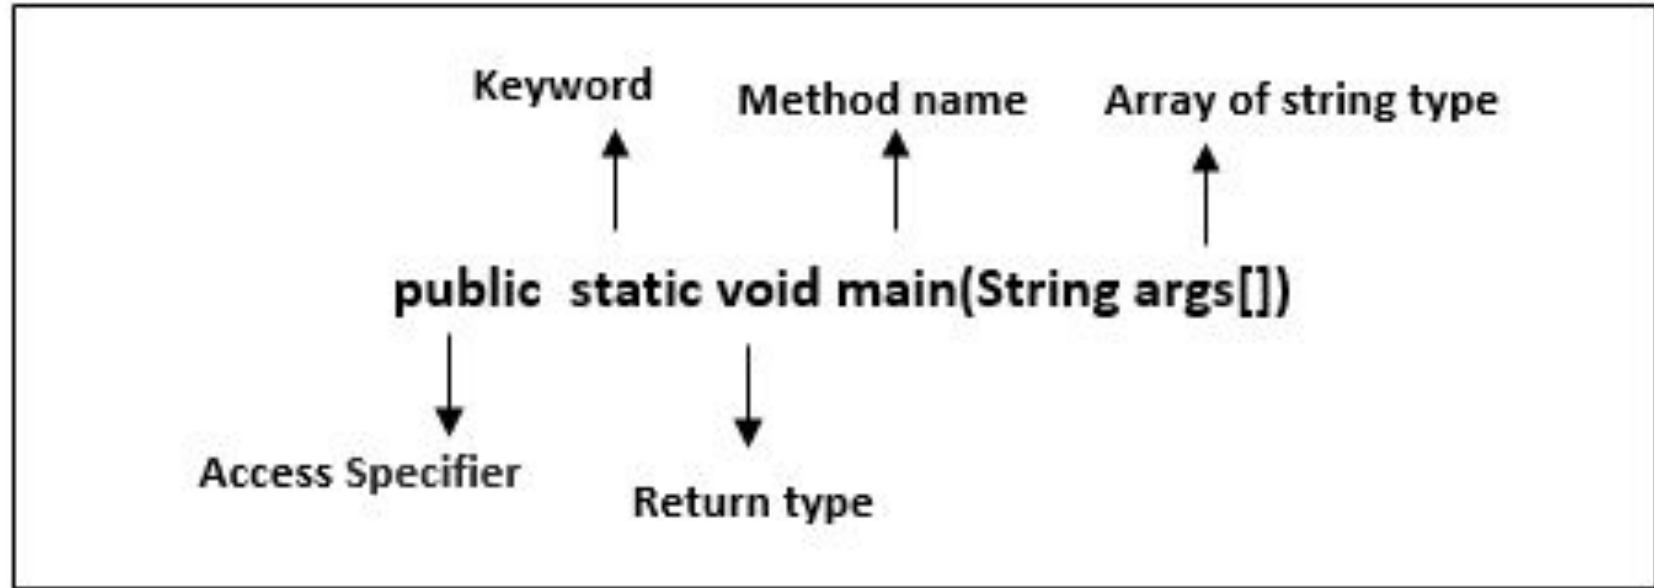 Keyword
Method name
Array of string type
public static void main(String args[])
Access Specifier
Return type